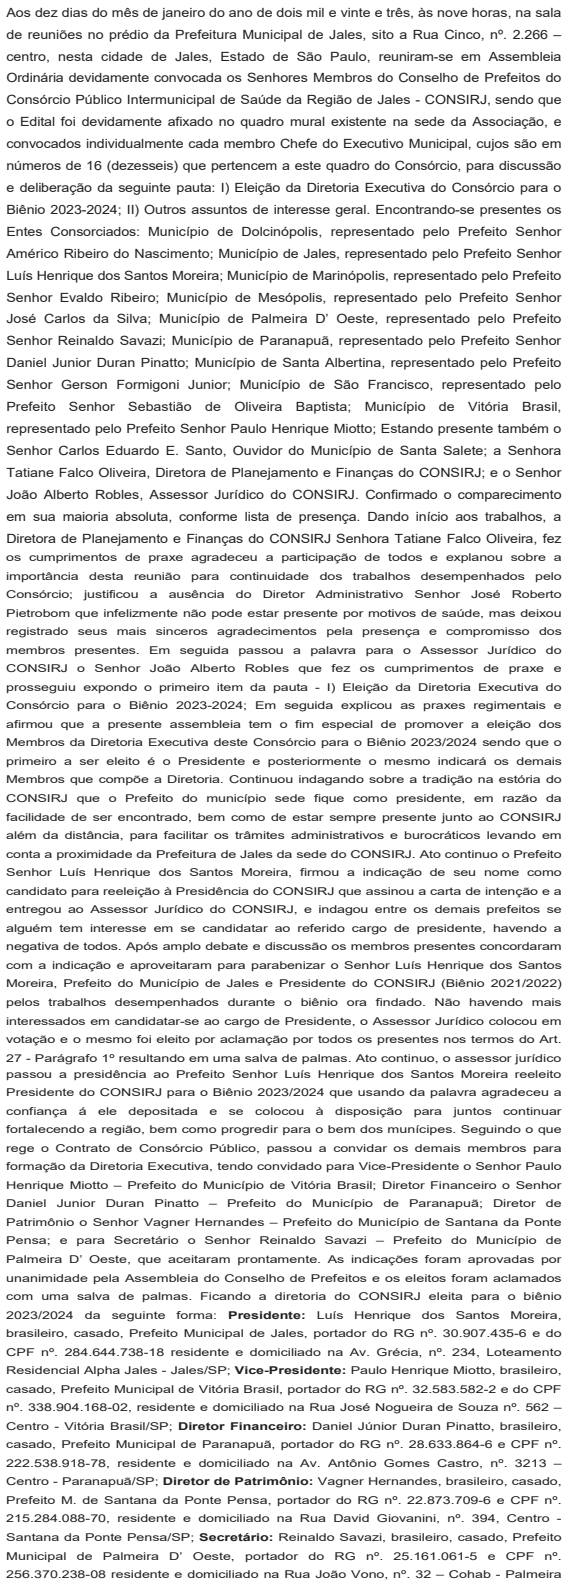 Aos dez dias do mês de janeiro do ano de dois mil e vinte e três, às nove horas, na sala
de reuniões no prédio da Prefeitura Municipal de Jales, sito a Rua Cinco, nº. 2.266 –
centro, nesta cidade de Jales, Estado de São Paulo, reuniram-se em Assembleia
Ordinária devidamente convocada os Senhores Membros do Conselho de Prefeitos do
Consórcio Público Intermunicipal de Saúde da Região de Jales - CONSIRJ, sendo que
o Edital foi devidamente afixado no quadro mural existente na sede da Associação, e
convocados individualmente cada membro Chefe do Executivo Municipal, cujos são em
números de 16 (dezesseis) que pertencem a este quadro do Consórcio, para discussão
e deliberação da seguinte pauta: I) Eleição da Diretoria Executiva do Consórcio para o
Biênio 2023-2024; II) Outros assuntos de interesse geral. Encontrando-se presentes os
Entes Consorciados: Município de Dolcinópolis, representado pelo Prefeito Senhor
Américo Ribeiro do Nascimento; Município de Jales, representado pelo Prefeito Senhor
Luís Henrique dos Santos Moreira; Município de Marinópolis, representado pelo Prefeito
Senhor Evaldo Ribeiro; Município de Mesópolis, representado pelo Prefeito Senhor
José Carlos da Silva; Município de Palmeira D' Oeste, representado pelo Prefeito
Senhor Reinaldo Savazi; Município de Paranapuã, representado pelo Prefeito Senhor
Daniel Junior Duran Pinatto; Município de Santa Albertina, representado pelo Prefeito
Senhor Gerson Formigoni Junior; Município de São Francisco, representado pelo
Prefeito Senhor Sebastião de Oliveira Baptista; Município de Vitória Brasil,
representado pelo Prefeito Senhor Paulo Henrique Miotto; Estando presente também o
Senhor Carlos Eduardo E. Santo, Ouvidor do Município de Santa Salete; a Senhora
Tatiane Falco Oliveira, Diretora de Planejamento e Finanças do CONSIRJ; e o Senhor
João Alberto Robles, Assessor Jurídico do CONSIRJ. Confirmado o comparecimento
em sua maioria absoluta, conforme lista de presença. Dando início aos trabalhos, a
Diretora de Planejamento e Finanças do CONSIRJ Senhora Tatiane Falco Oliveira, fez
os cumprimentos de praxe agradeceu a participação de todos e explanou sobre a
importância desta reunião para continuidade dos trabalhos desempenhados pelo
Consórcio; justificou a ausência do Diretor Administrativo Senhor José Roberto
Pietrobom que infelizmente não pode estar presente por motivos de saúde, mas deixou
registrado seus mais sinceros agradecimentos pela presença e compromisso dos
membros presentes. Em seguida passou a palavra para o Assessor Jurídico do
CONSIRJ o Senhor João Alberto Robles que fez os cumprimentos de praxe e
prosseguiu expondo o primeiro item da pauta - I) Eleição da Diretoria Executiva do
Consórcio para o Biênio 2023-2024; Em seguida explicou as praxes regimentais e
afirmou que a presente assembleia tem o fim especial de promover a eleição dos
Membros da Diretoria Executiva deste Consórcio para o Biênio 2023/2024 sendo que o
primeiro a ser eleito é o Presidente e posteriormente o mesmo indicará os demais
Membros que compõe a Diretoria. Continuou indagando sobre a tradição na estória do
CONSIRJ que o Prefeito do município sede fique como presidente, em razão da
facilidade de ser encontrado, bem como de estar sempre presente junto ao CONSIRJ
além da distância, para facilitar os trâmites administrativos e burocráticos levando em
conta a proximidade da Prefeitura de Jales da sede do CONSIRJ. Ato continuo o Prefeito
Senhor Luís Henrique dos Santos Moreira, firmou a indicação de seu nome como
candidato para reeleição à Presidência do CONSIRJ que assinou a carta de intenção e a
entregou ao Assessor Jurídico do CONSIRJ, e indagou entre os demais prefeitos se
alguém tem interesse em se candidatar ao referido cargo de presidente, havendo a
negativa de todos. Após amplo debate e discussão os membros presentes concordaram
com a indicação e aproveitaram para parabenizar o Senhor Luís Henrique dos Santos
Moreira, Prefeito do Município de Jales e Presidente do CONSIRJ (Biênio 2021/2022)
pelos trabalhos desempenhados durante o biênio ora findado. Não havendo mais
interessados em candidatar-se ao cargo de Presidente, o Assessor Jurídico colocou em
votação e o mesmo foi eleito por aclamação por todos os presentes nos termos do Art.
27 - Parágrafo 1º resultando em uma salva de palmas. Ato continuo, o assessor jurídico
passou a presidência ao Prefeito Senhor Luís Henrique dos Santos Moreira reeleito
Presidente do CONSIRJ para o Biênio 2023/2024 que usando da palavra agradeceu a
confiança á ele depositada e se colocou à disposição para juntos continuar
fortalecendo a região, bem como progredir para o bem dos munícipes. Seguindo o que
rege o Contrato de Consórcio Público, passou a convidar os demais membros para
formação da Diretoria Executiva, tendo convidado para Vice-Presidente o Senhor Paulo
Henrique Miotto – Prefeito do Município de Vitória Brasil; Diretor Financeiro o Senhor
Daniel Junior Duran Pinatto – Prefeito do Município de Paranapuã; Diretor de
Patrimônio o Senhor Vagner Hernandes – Prefeito do Município de Santana da Ponte
Pensa; e para Secretário o Senhor Reinaldo Savazi – Prefeito do Município de
Palmeira D' Oeste, que aceitaram prontamente. As indicações foram aprovadas por
unanimidade pela Assembleia do Conselho de Prefeitos e os eleitos foram aclamados
com uma salva de palmas. Ficando a diretoria do CONSIRJ eleita para o biênio
2023/2024 da seguinte forma: Presidente: Luís Henrique dos Santos Moreira,
brasileiro, casado, Prefeito Municipal de Jales, portador do RG nº. 30.907.435-6 e do
CPF nº. 284.644.738-18 residente e domiciliado na Av. Grécia, nº. 234, Loteamento
Residencial Alpha Jales - Jales/SP; Vice-Presidente: Paulo Henrique Miotto, brasileiro,
casado, Prefeito Municipal de Vitória Brasil, portador do RG nº. 32.583.582-2 e do CPF
nº. 338.904.168-02, residente e domiciliado na Rua José Nogueira de Souza nº. 562 –
Centro - Vitória Brasil/SP; Diretor Financeiro: Daniel Júnior Duran Pinatto, brasileiro,
casado, Prefeito Municipal de Paranapuã, portador do RG nº. 28.633.864-6 e CPF nº.
222.538.918-78, residente e domiciliado na Av. Antônio Gomes Castro, nº. 3213 –
Centro - Paranapuã/SP; Diretor de Patrimônio: Vagner Hernandes, brasileiro, casado,
Prefeito M. de Santana da Ponte Pensa, portador do RG nº. 22.873.709-6 e CPF nº.
215.284.088-70, residente e domiciliado na Rua David Giovanini, nº. 394, Centro -
Santana da Ponte Pensa/SP; Secretário: Reinaldo Savazi, brasileiro, casado, Prefeito
Municipal de Palmeira D' Oeste, portador do RG nº. 25.161.061-5 e CPF nº.
256.370.238-08 residente e domiciliado na Rua João Vono, nº. 32 – Cohab - Palmeira